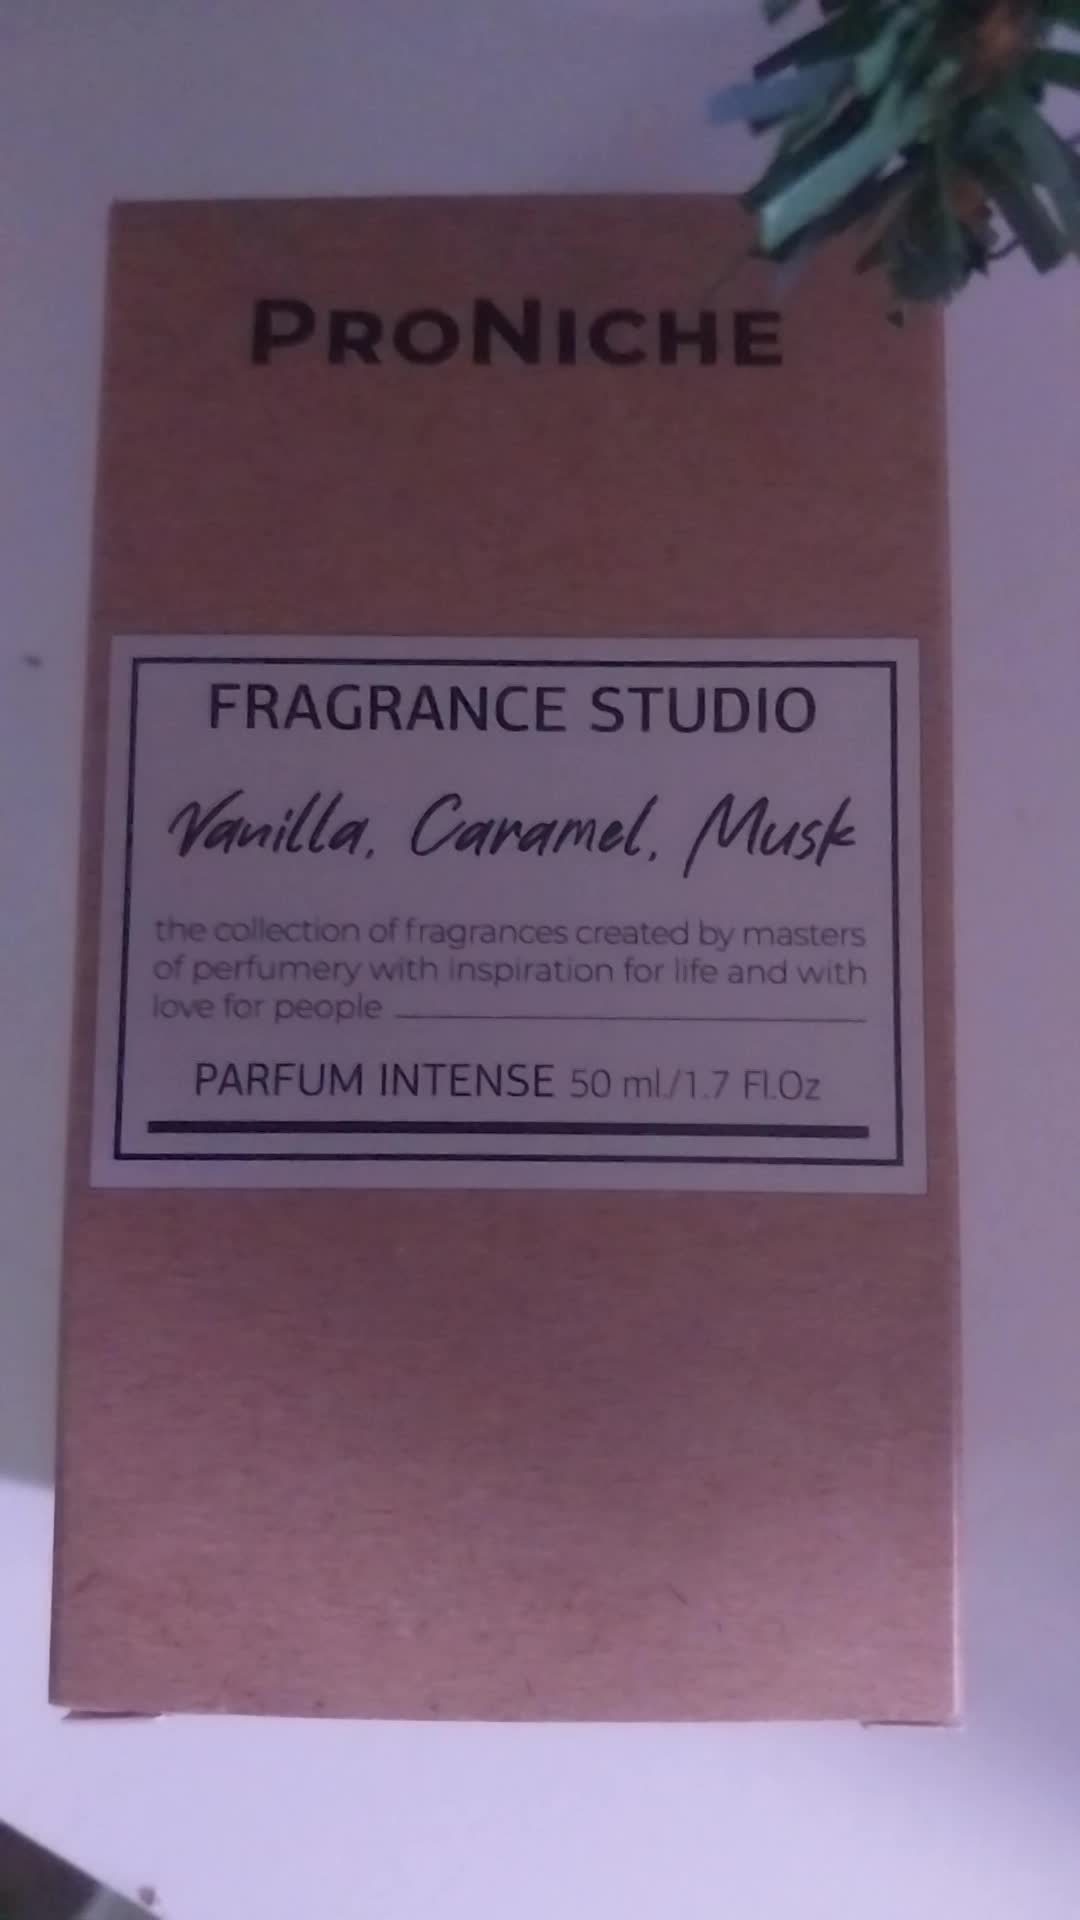 PRONICHE
FRAGRANCE STUDIO
Vanilla, Caramel, Musk
the collection of fragrances created by masters
of perfumery with inspiration for life and with
love for people
PARFUM INTENSE 50 ml./1.7 Fl.Oz